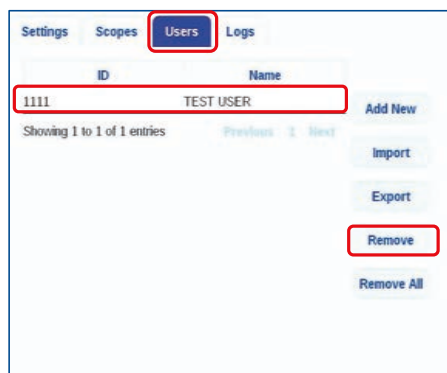 Settings Scopes Users Logs
ID Name
1111 TEST USER
Add New
Showing 1 to 1 of 1 entries Previous 1 Next
Import
Export
Remove
Remove All